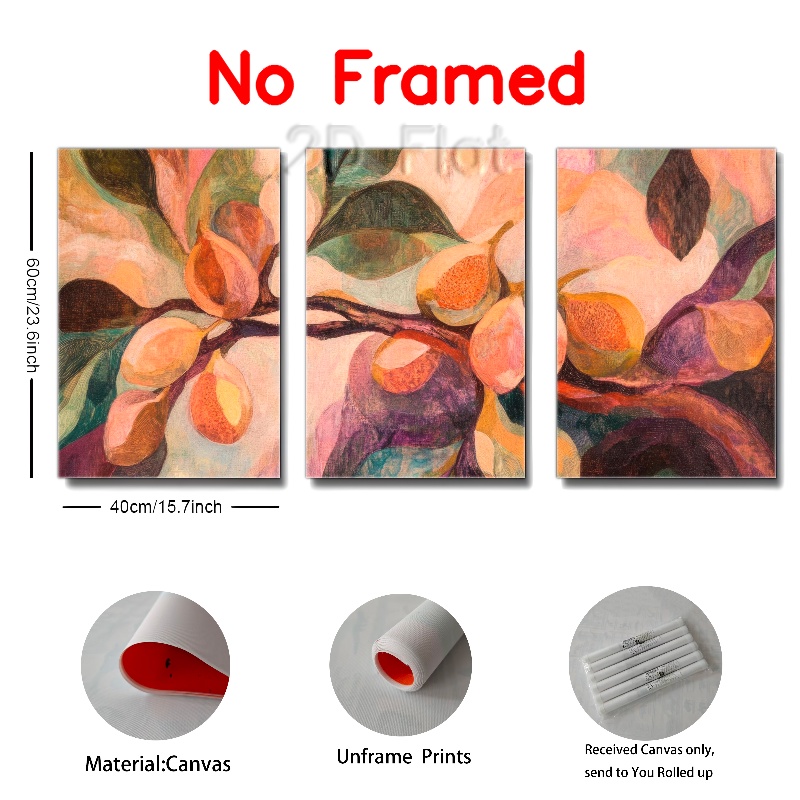 No Framed
2D Flat
60cm/23.6inch
40cm/15.7inch
Material:Canvas
Unframe Prints
Received Canvas only,
send to You Rolled up